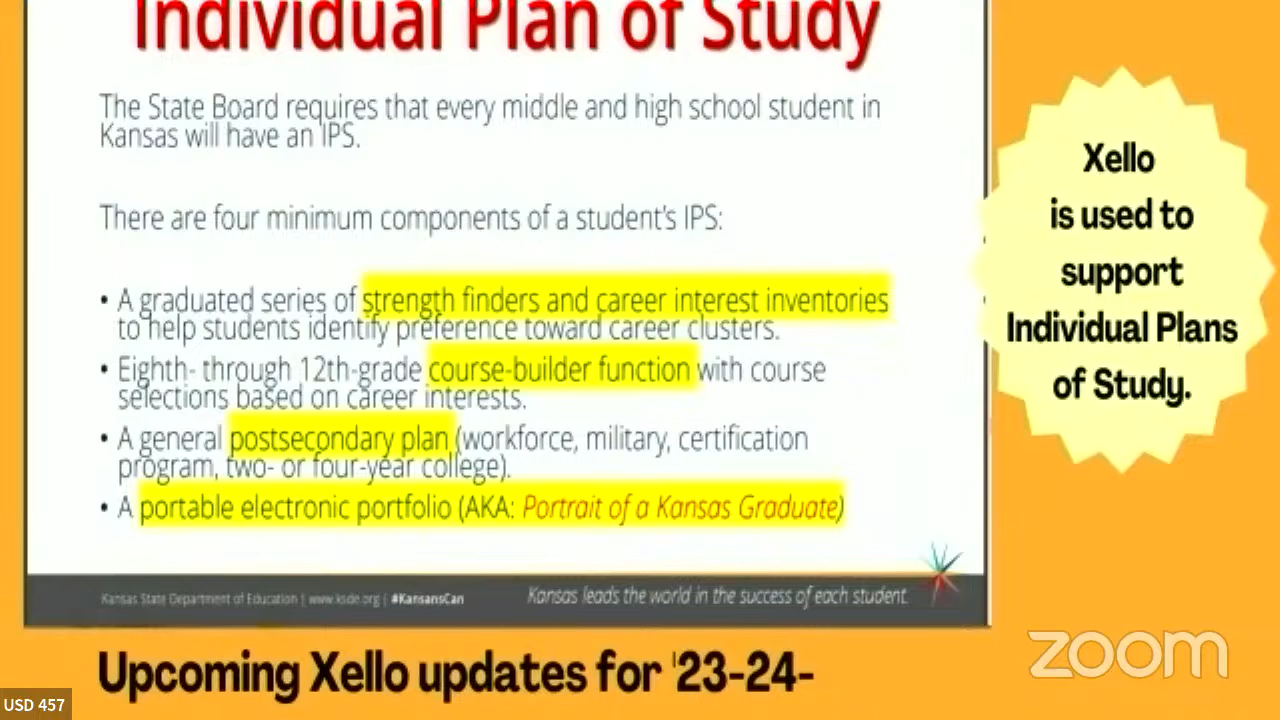 Individual Plan of Study
The State Board requires that every middle and high school student in
Kansas will have an IPS.
There are four minimum components of a student's IPS:
• A graduated series of strength finders and career interest inventories
to help students identify preference toward career clusters.
• Eighth- through 12th-grade course-builder function with course
selections based on career interests.
• A general postsecondary plan (workforce, military, certification
program, two- or four-year college).
• A portable electronic portfolio (AKA: Portrait of a Kansas Graduate)
Kansas State Department of Education | www.ksde.org | #KansansCan
Kansas leads the world in the success of each student.
Xello
is used to
support
Individual Plans
of Study.
Upcoming Xello updates for '23-24-
zoom
USD 457